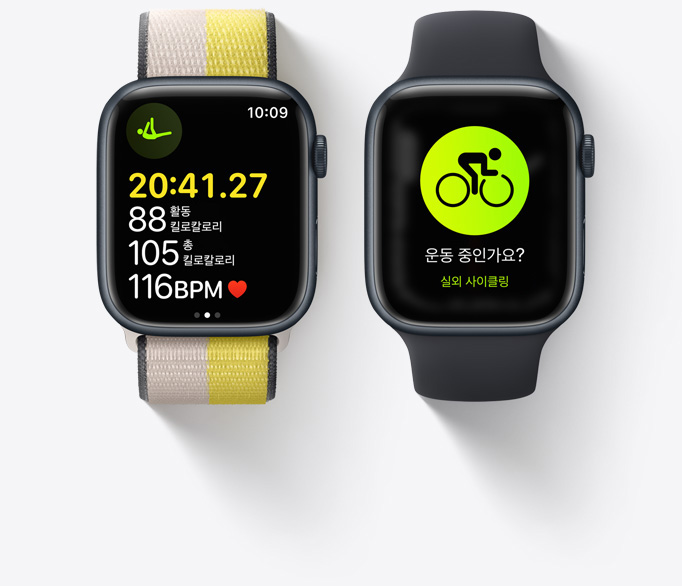 10:09
20:41.27
88 활동 킬로칼로리
105 총 킬로칼로리
116BPM
운동 중인가요?
실외 사이클링